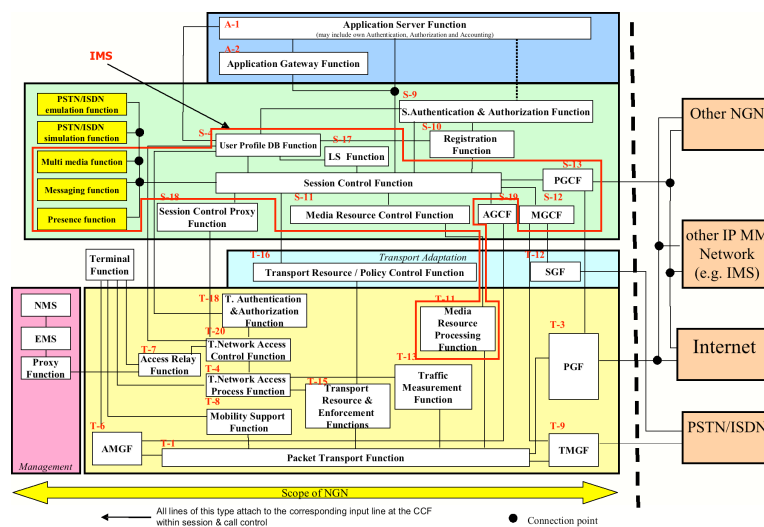 A-1
Application Server Function
(may include own Authentication, Authorization and Accounting)
IMS
A-2
Application Gateway Function
S-9
PSTN/ISDN
emulation function
S.Authentication & Authorization Function
Other NGN
PSTN/ISDN
simulation function
S-4
S-17
S-10
User Profile DB Function
Registration
Function
LS Function
Multi media function
S-13
Session Control Function
PGCF
Messaging function
S-18
S-11
S-19
S-12
Presence function
Session Control Proxy
Function
Media Resource Control Function
AGCF
MGCF
other IP MM
Network
(e.g. IMS)
Terminal
Function
Transport Adaptation
T-16
T-12
Transport Resource / Policy Control Function
SGF
NMS
T-18
T. Authentication
&Authorization
Function
T-11
Media
Resource
Processing
Function
EMS
T-20
T-3
Internet
T.Network Access
Control Function
T-7
Proxy
Function
Access Relay
Function
T-13
PGF
T-4
T.Network Access
Process Function
Traffic
Measurement
Function
T-15
Transport
Resource &
Enforcement
Functions
T-8
Mobility Support
Function
T-6
T-9
PSTN/ISDN
AMGF
T-1
Packet Transport Function
TMGF
Management
Scope of NGN
All lines of this type attach to the corresponding input line at the CCF
within session & call control
Connection point